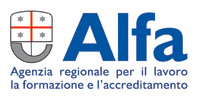 Alfa
Agenzia regionale per il lavoro
la formazione e l'accreditamento